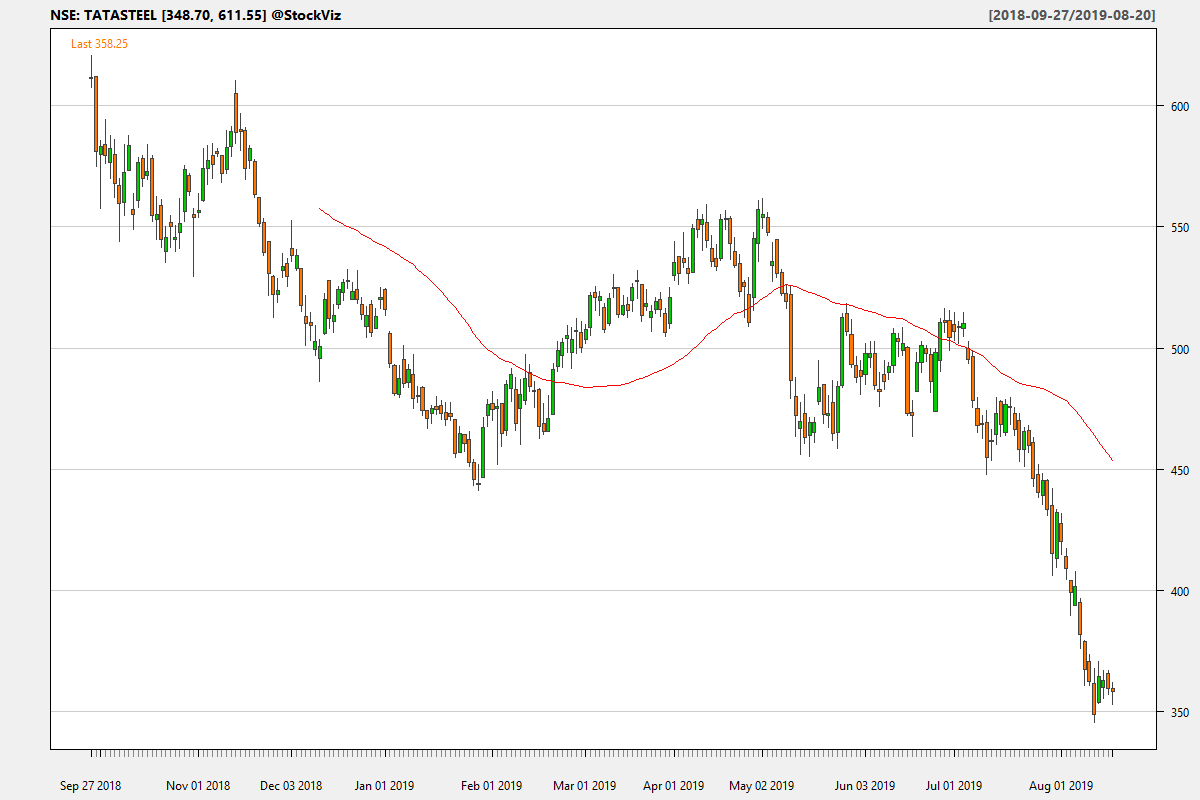 NSE: TATASTEEL [348.70, 611.55] @StockViz [2018-09-27/2019-08-20]
Last 358.25
600
550
500
450
400
350
Sep 27 2018 Nov 01 2018 Dec 03 2018 Jan 01 2019 Feb 01 2019 Mar 01 2019 Apr 01 2019 May 02 2019 Jun 03 2019 Jul 01 2019 Aug 01 2019